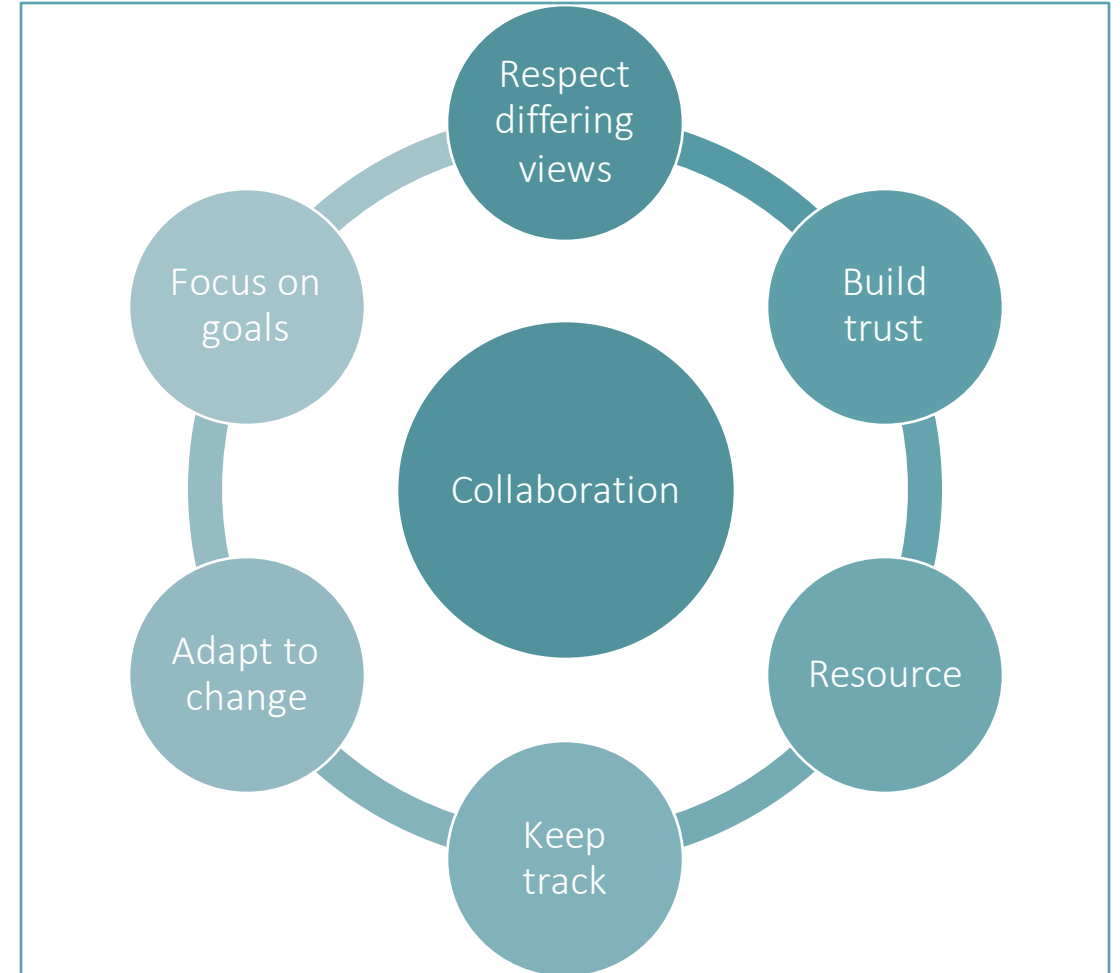 Respect
differing
views
Build
trust
Resource
Keep
track
Adapt to
change
Focus on
goals
Collaboration